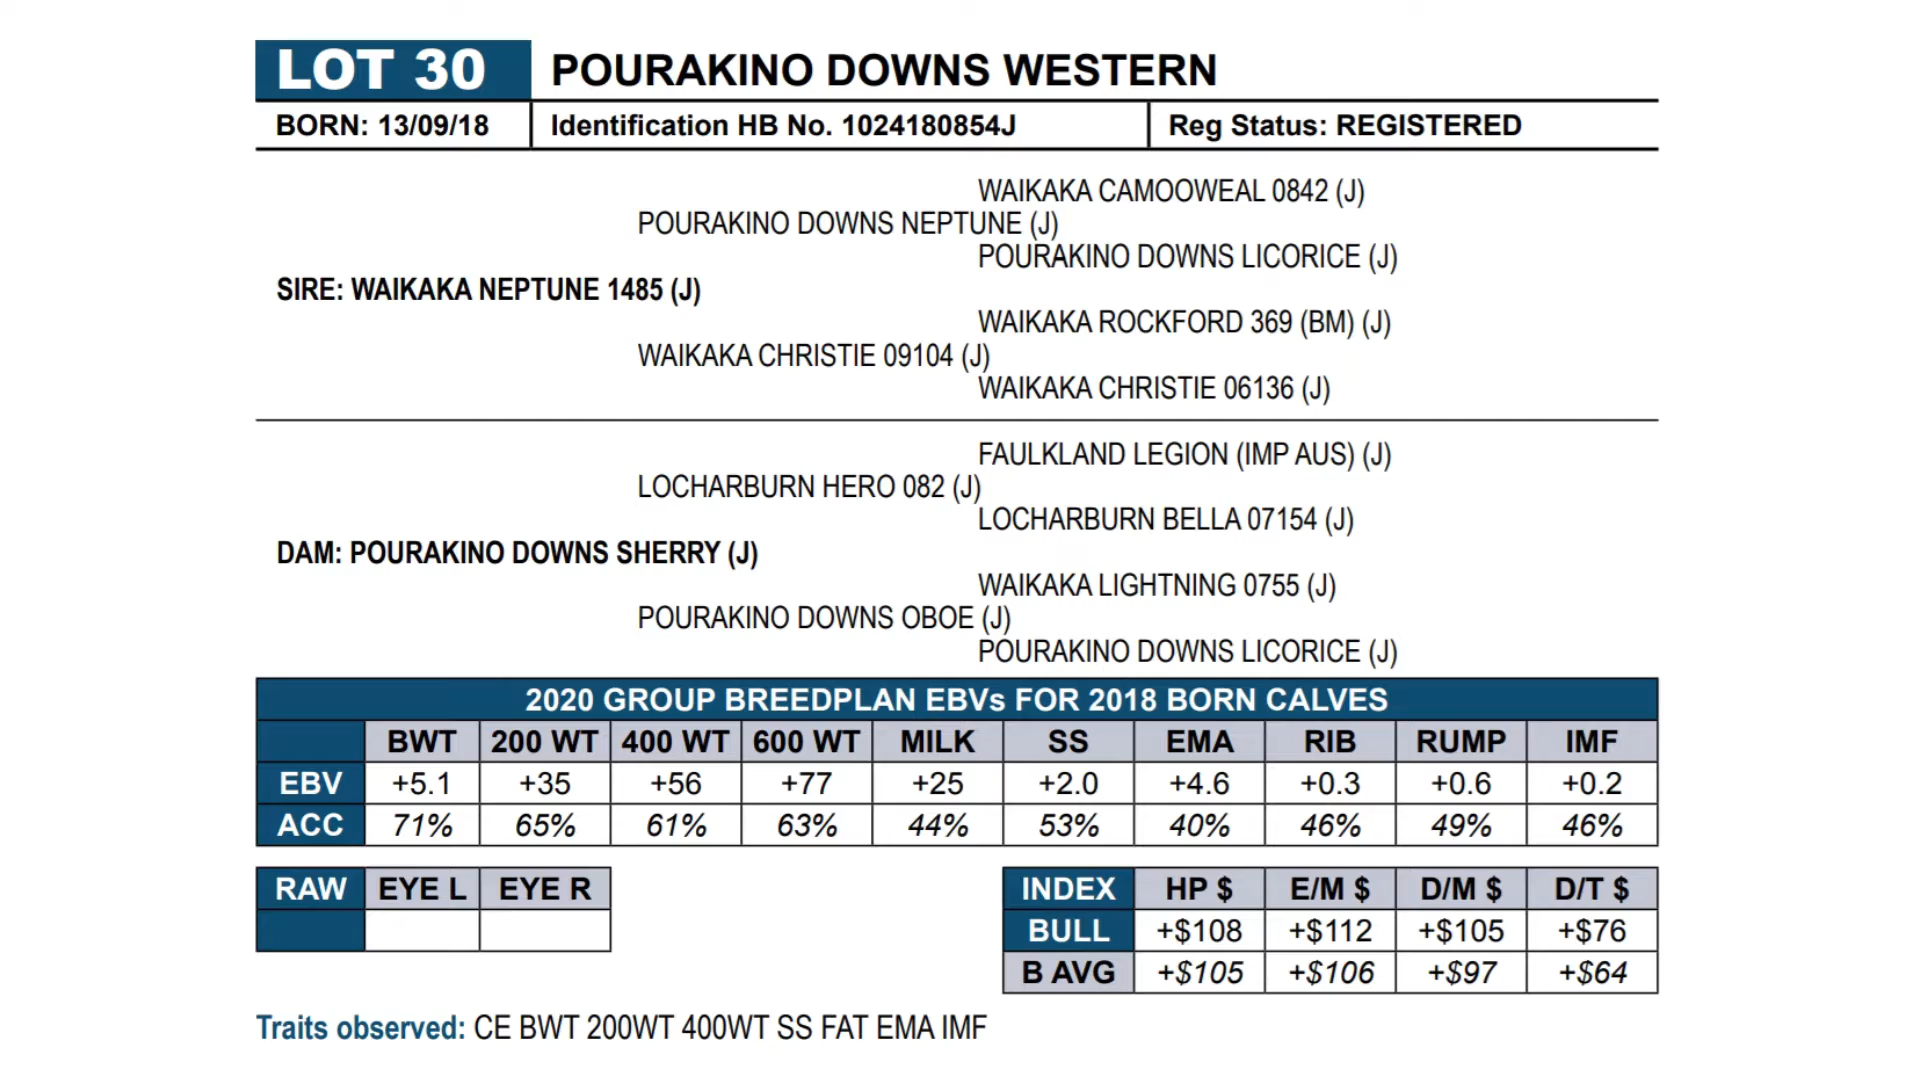 LOT 30 POURAKINO DOWNS WESTERN
BORN: 13/09/18 Identification HB No. 1024180854J Reg Status: REGISTERED
WAIKAKA CAMOOWEAL 0842 (J)
POURAKINO DOWNS NEPTUNE (J)
POURAKINO DOWNS LICORICE (J)
SIRE: WAIKAKA NEPTUNE 1485 (J)
WAIKAKA ROCKFORD 369 (BM) (J)
WAIKAKA CHRISTIE 09104 (J)
WAIKAKA CHRISTIE 06136 (J)
FAULKLAND LEGION (IMP AUS) (J)
LOCHARBURN HERO 082 (J)
LOCHARBURN BELLA 07154 (J)
DAM: POURAKINO DOWNS SHERRY (J)
WAIKAKA LIGHTNING 0755 (J)
POURAKINO DOWNS OBOE (J)
POURAKINO DOWNS LICORICE (J)
2020 GROUP BREEDPLAN EBVs FOR 2018 BORN CALVES
BWT 200 WT 400 WT 600 WT MILK SS EMA RIB RUMP IMF
EBV +5.1 +35 +56 +77 +25 +2.0 +4.6 +0.3 +0.6 +0.2
ACC 71% 65% 61% 63% 44% 53% 40% 46% 49% 46%
RAW EYE L EYE R
INDEX HP $ E/M $ D/M $ D/T $
BULL +$108 +$112 +$105 +$76
B AVG +$105 +$106 +$97 +$64
Traits observed: CE BWT 200WT 400WT SS FAT EMA IMF